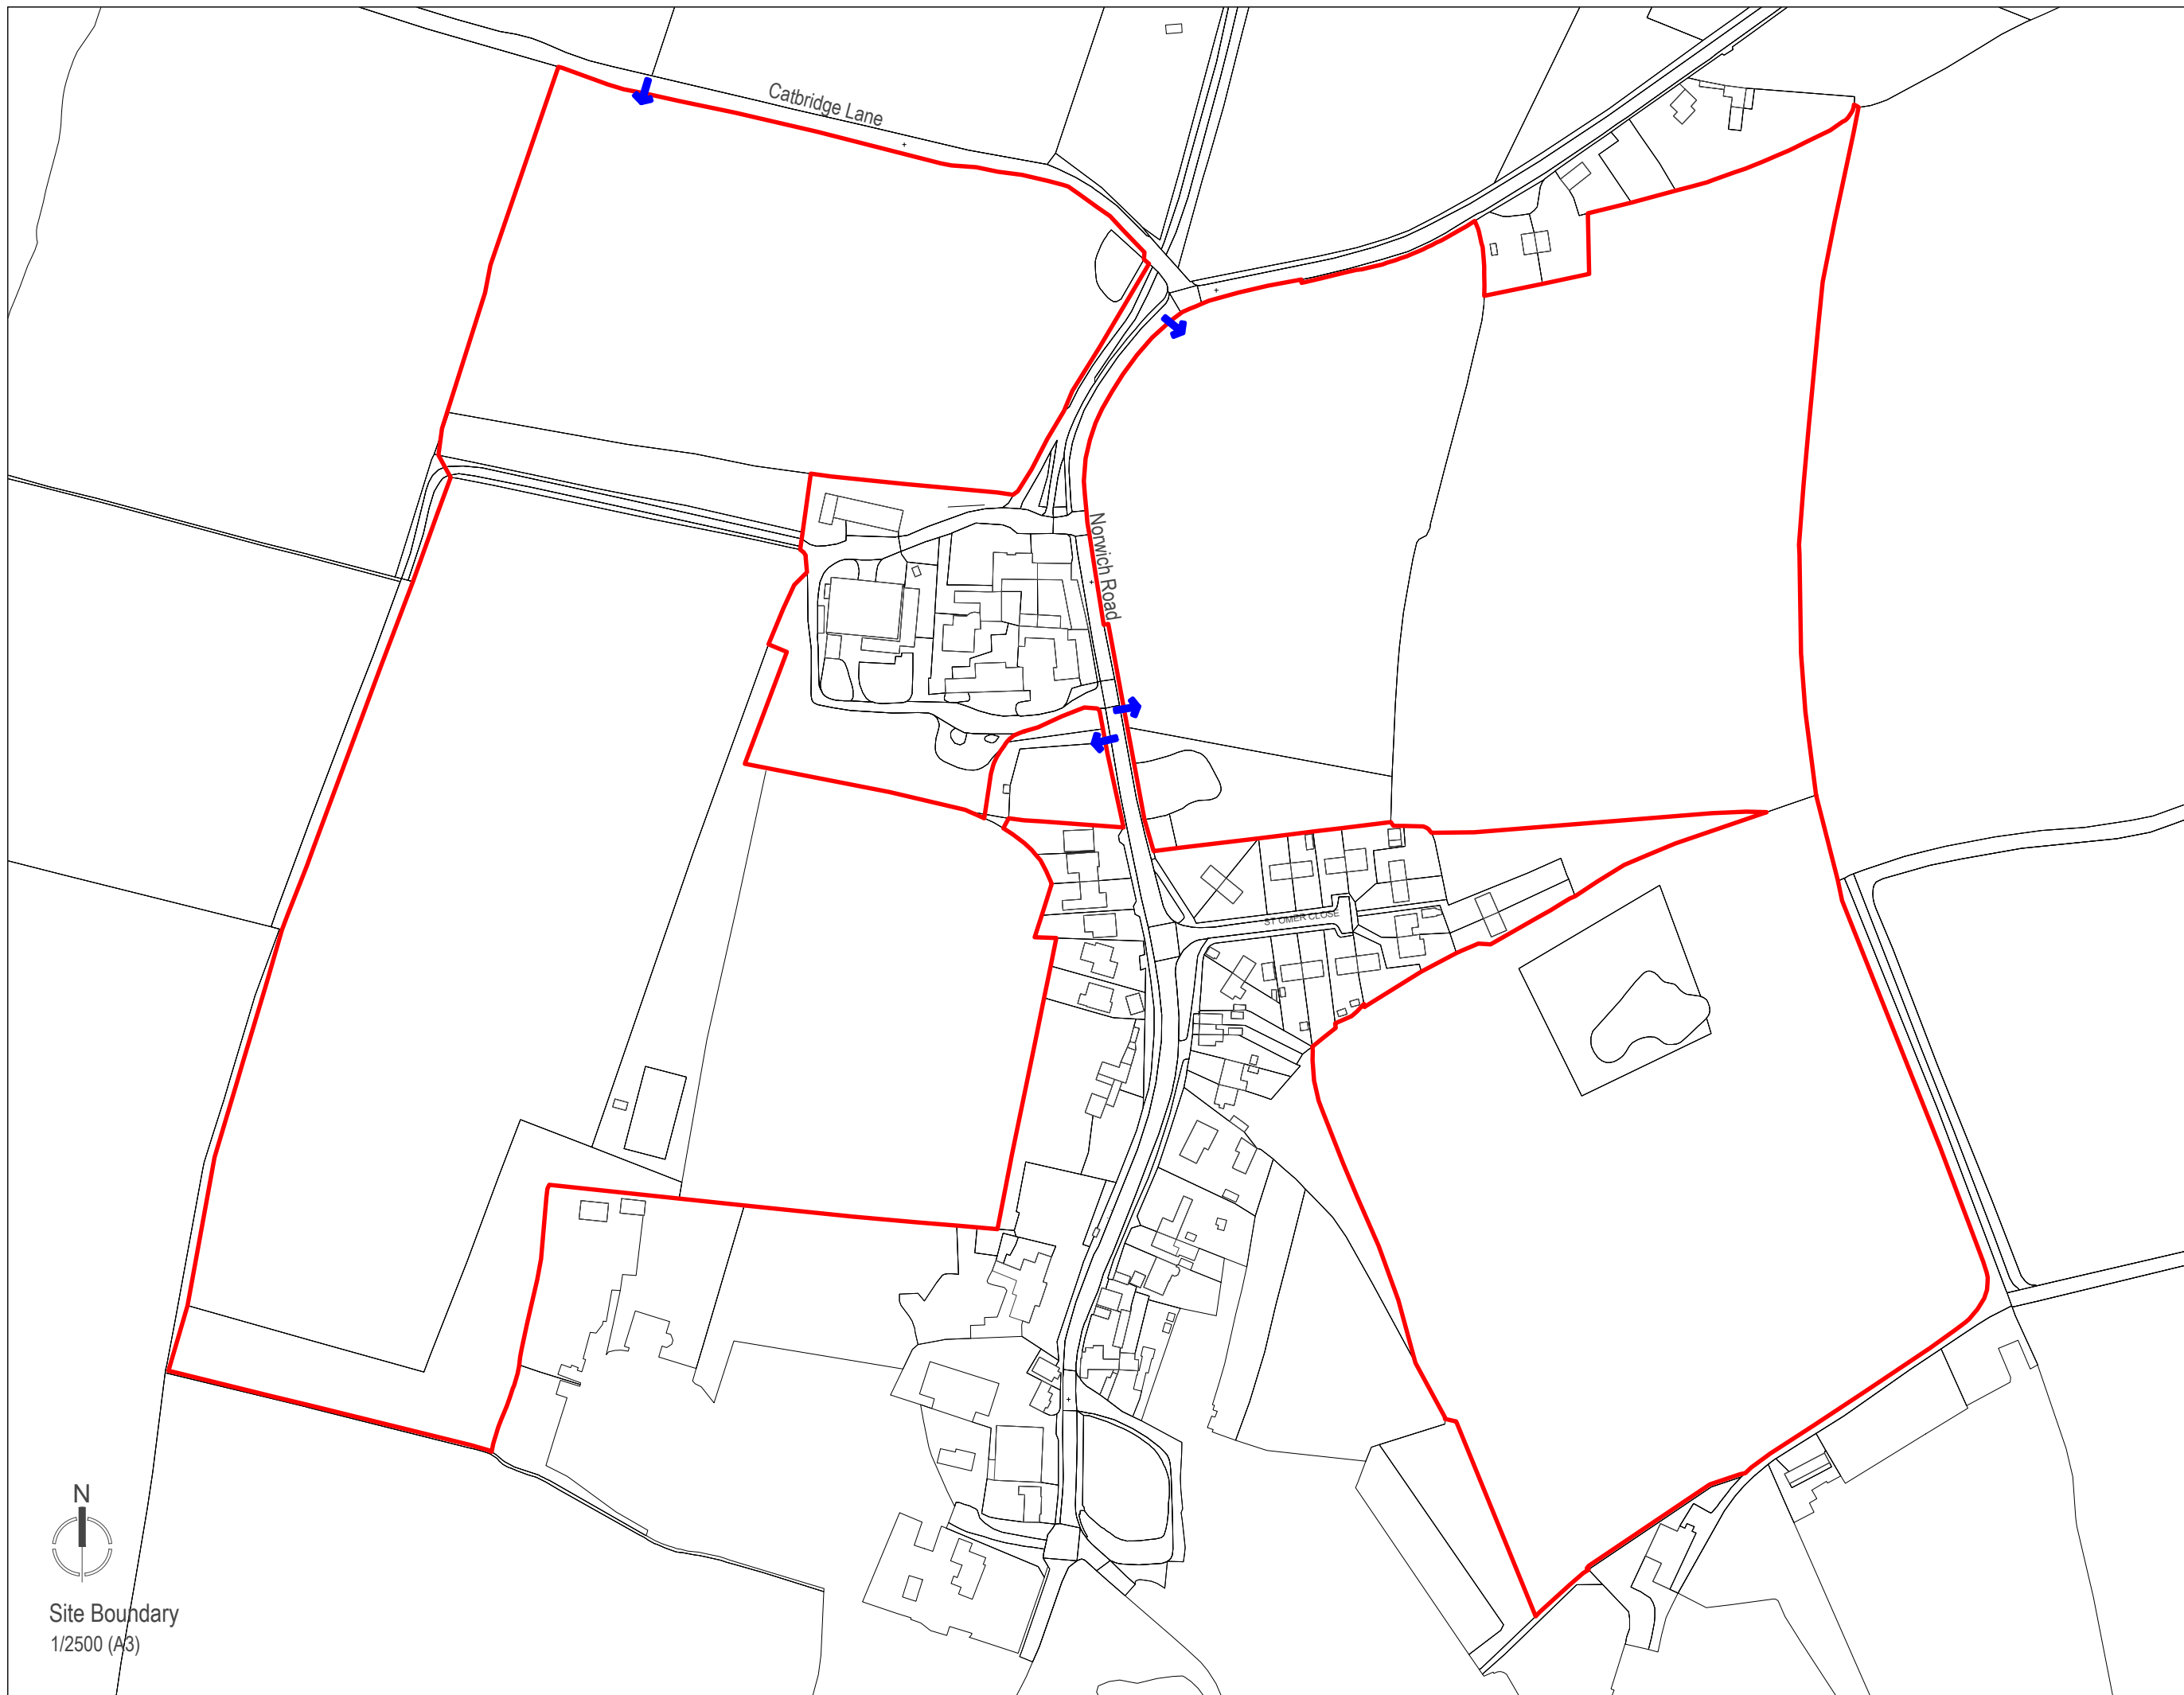 Catbridge Lane
Norwich Road
ST OMER CLOSE
N
Site Boundary
1/2500 (A3)